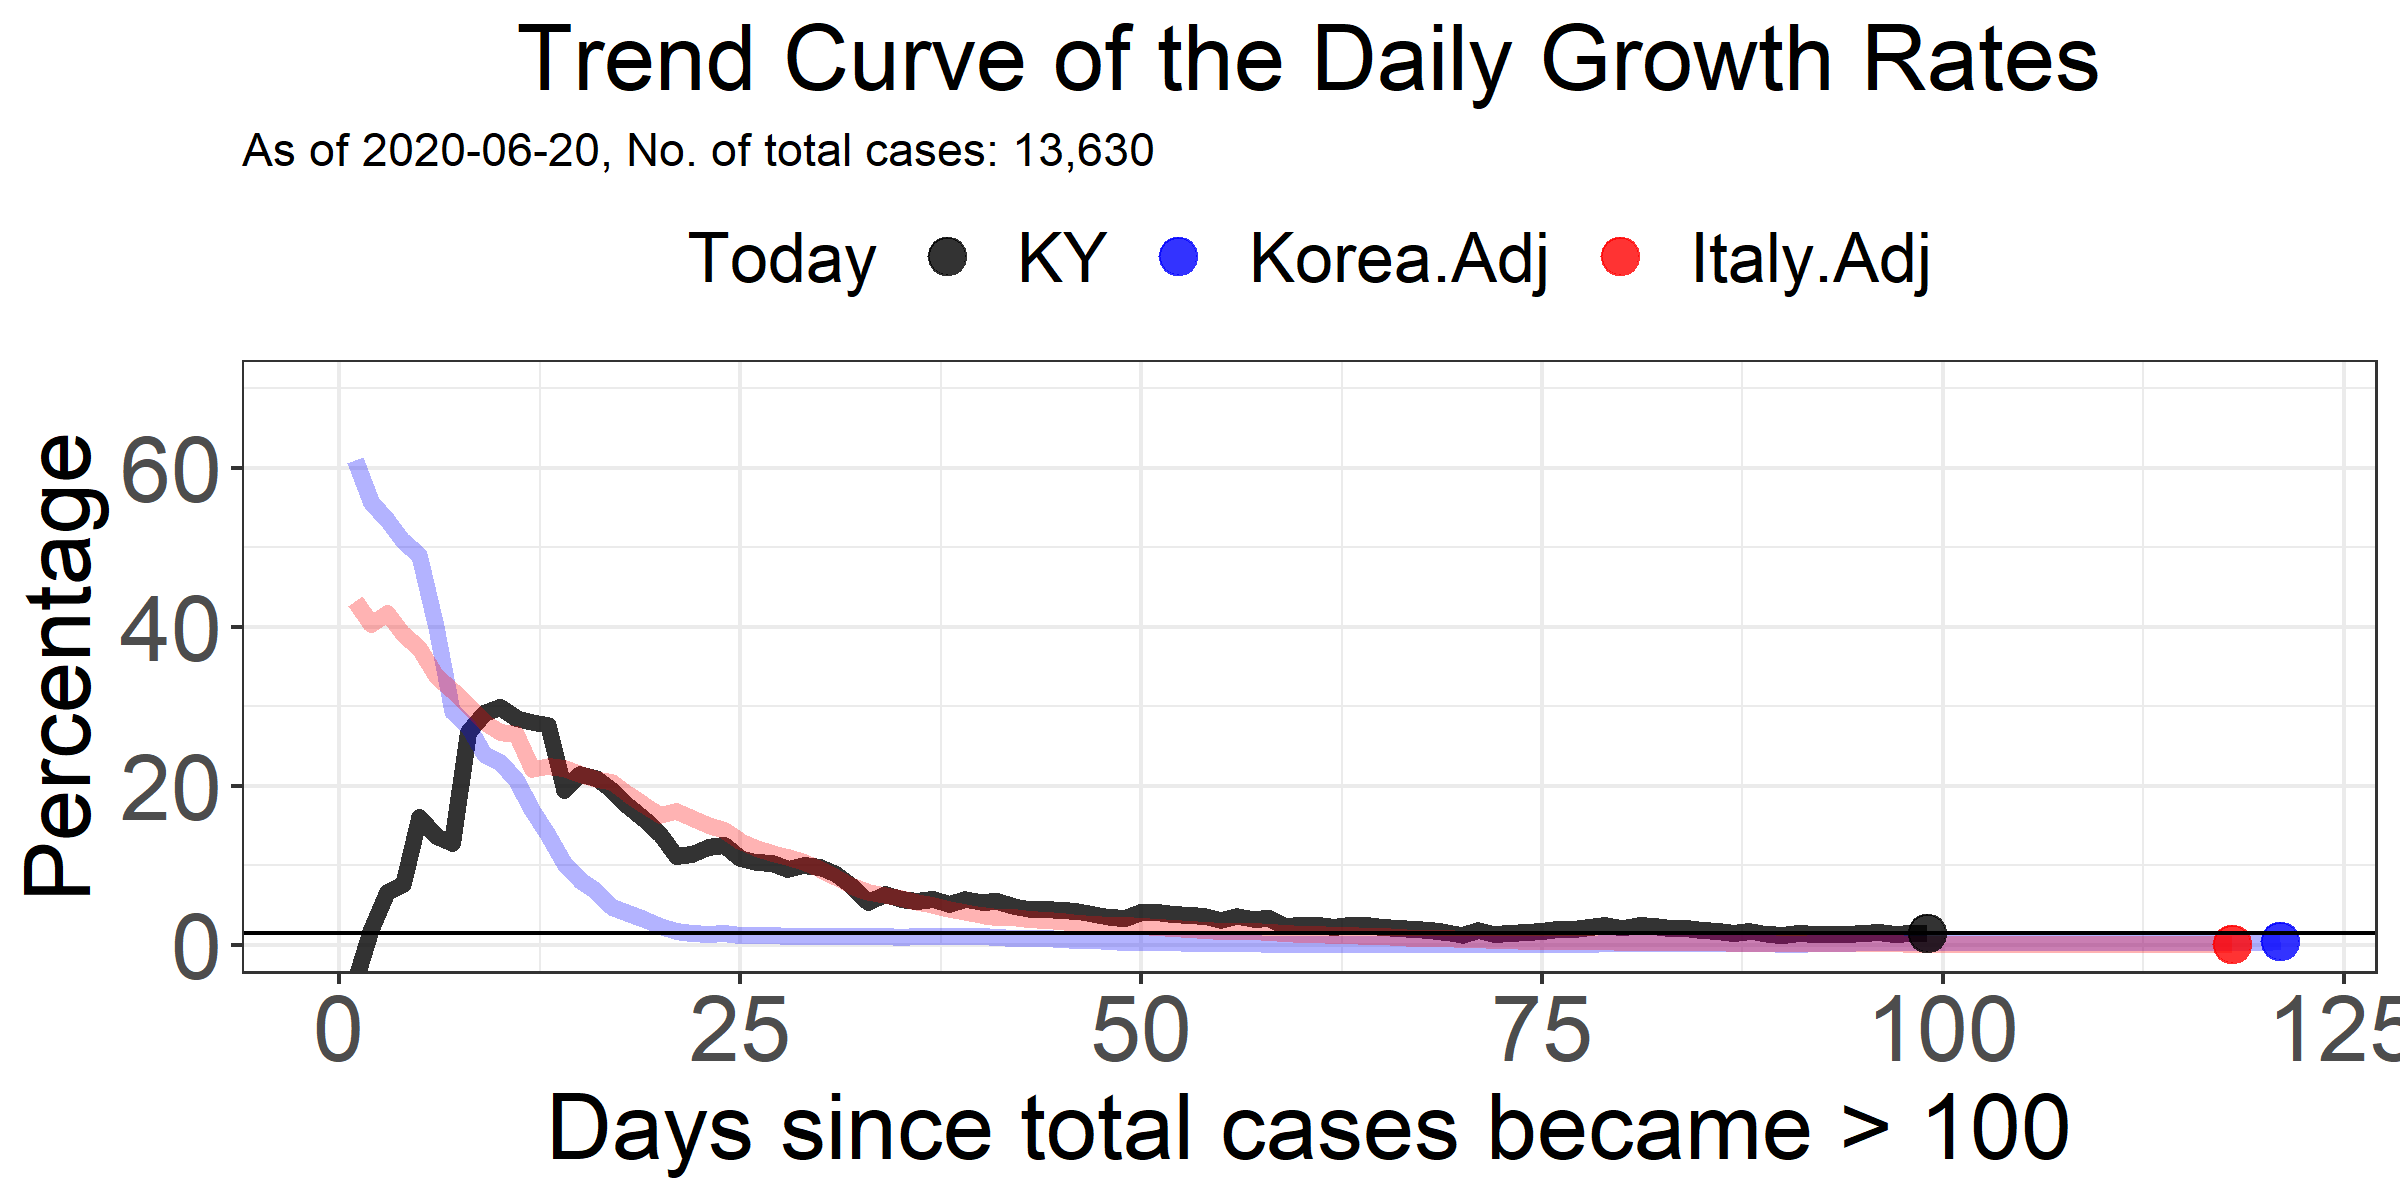 Trend Curve of the Daily Growth Rates
As of 2020-06-20, No. of total cases: 13,630
Today KY Korea.Adj Italy.Adj
Percentage
60
40
20
0
0 25 50 75 100 125
Days since total cases became > 100